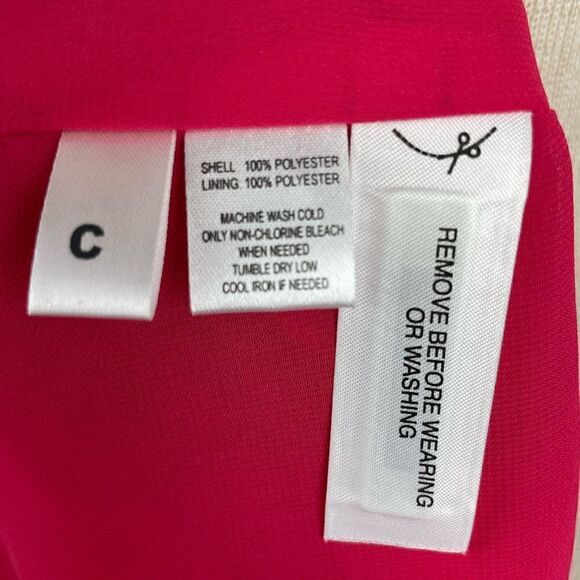 C
SHELL 100% POLYESTER
LINING: 100% POLYESTER
MACHINE WASH COLD
ONLY NON-CHLORINE BLEACH
WHEN NEEDED
TUMBLE DRY LOW
COOL IRON IF NEEDED
REMOVE BEFORE WEARING
OR WASHING